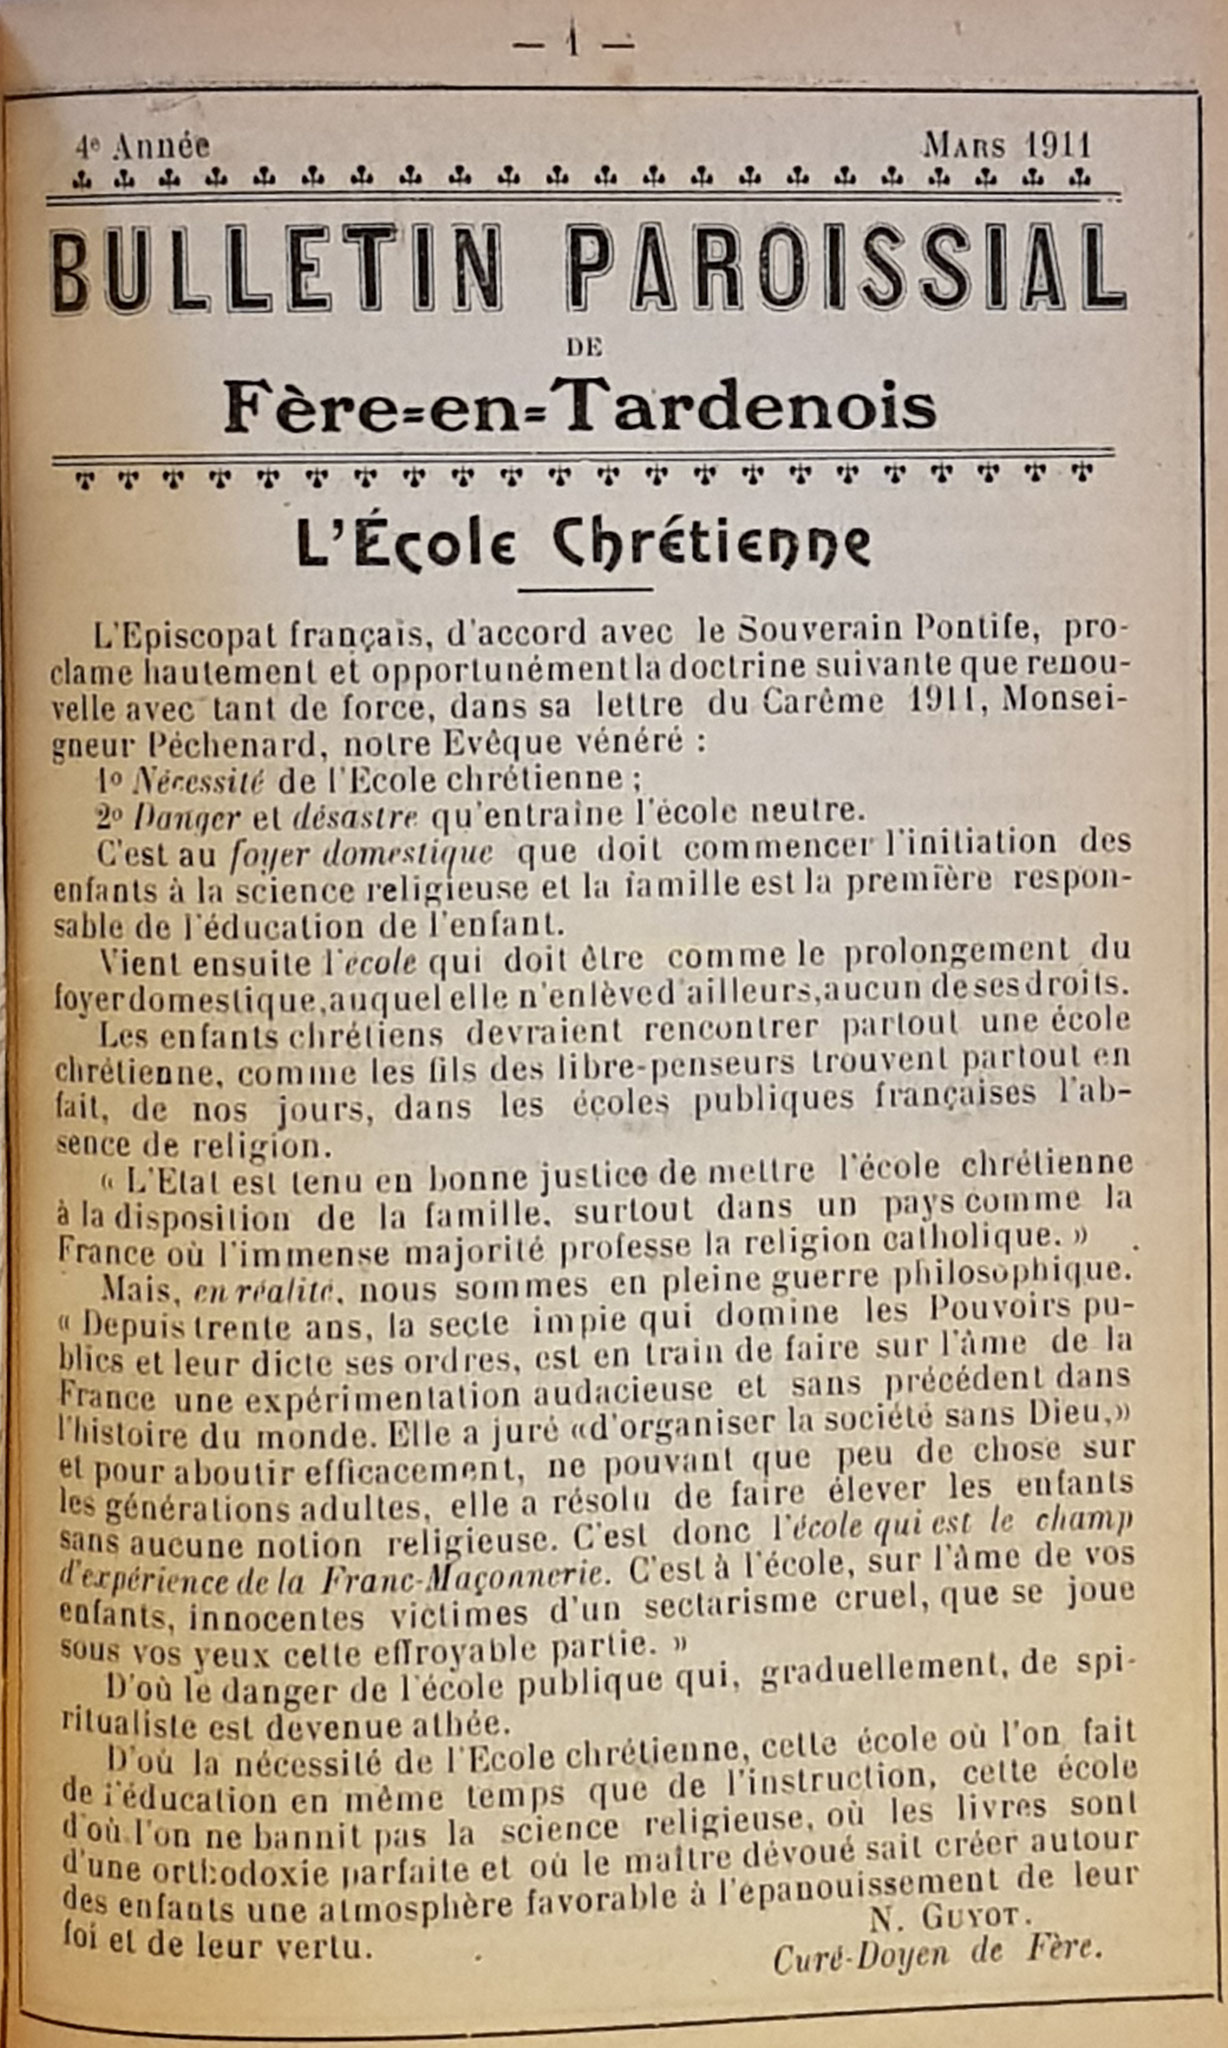 — 1 —
4e Année Mars 1911
BULLETIN PAROISSIAL
DE
Fère=en=Tardenois
L'École Chrétienne
L'Episcopat français, d'accord avec le Souverain Pontife, pro-
clame hautement et opportunément la doctrine suivante que renou-
velle avec tant de force, dans sa lettre du Carême 1911, Monsei-
gneur Péchenard, notre Evêque vénéré :
1o Nécessité de l'Ecole chrétienne ;
2o Danger et désastre qu'entraîne l'école neutre.
C'est au foyer domestique que doit commencer l'initiation des
enfants à la science religieuse et la famille est la première respon-
sable de l'éducation de l'enfant.
Vient ensuite l'école qui doit être comme le prolongement du
foyer domestique, auquel elle n'enlève d'ailleurs, aucun de ses droits.
Les enfants chrétiens devraient rencontrer partout une école
chrétienne, comme les fils des libre-penseurs trouvent partout en
fait, de nos jours, dans les écoles publiques françaises l'ab-
sence de religion.
« L'Etat est tenu en bonne justice de mettre l'école chrétienne
à la disposition de la famille, surtout dans un pays comme la
France où l'immense majorité professe la religion catholique. »
Mais, en réalité, nous sommes en pleine guerre philosophique.
« Depuis trente ans, la secte impie qui domine les Pouvoirs pu-
blics et leur dicte ses ordres, est en train de faire sur l'âme de la
France une expérimentation audacieuse et sans précédent dans
l'histoire du monde. Elle a juré «d'organiser la société sans Dieu,»
et pour aboutir efficacement, ne pouvant que peu de chose sur
les générations adultes, elle a résolu de faire élever les enfants
sans aucune notion religieuse. C'est donc l'école qui est le champ
d'expérience de la Franc-Maçonnerie. C'est à l'école, sur l'âme de vos
enfants, innocentes victimes d'un sectarisme cruel, que se joue
sous vos yeux cette effroyable partie. »
D'où le danger de l'école publique qui, graduellement, de spi-
ritualiste est devenue athée.
D'où la nécessité de l'Ecole chrétienne, cette école où l'on fait
de l'éducation en même temps que de l'instruction, cette école
d'où l'on ne bannit pas la science religieuse, où les livres sont
d'une orthodoxie parfaite et où le maître dévoué sait créer autour
des enfants une atmosphère favorable à l'épanouissement de leur
foi et de leur vertu.
N. Guyot.
Curé-Doyen de Fère.